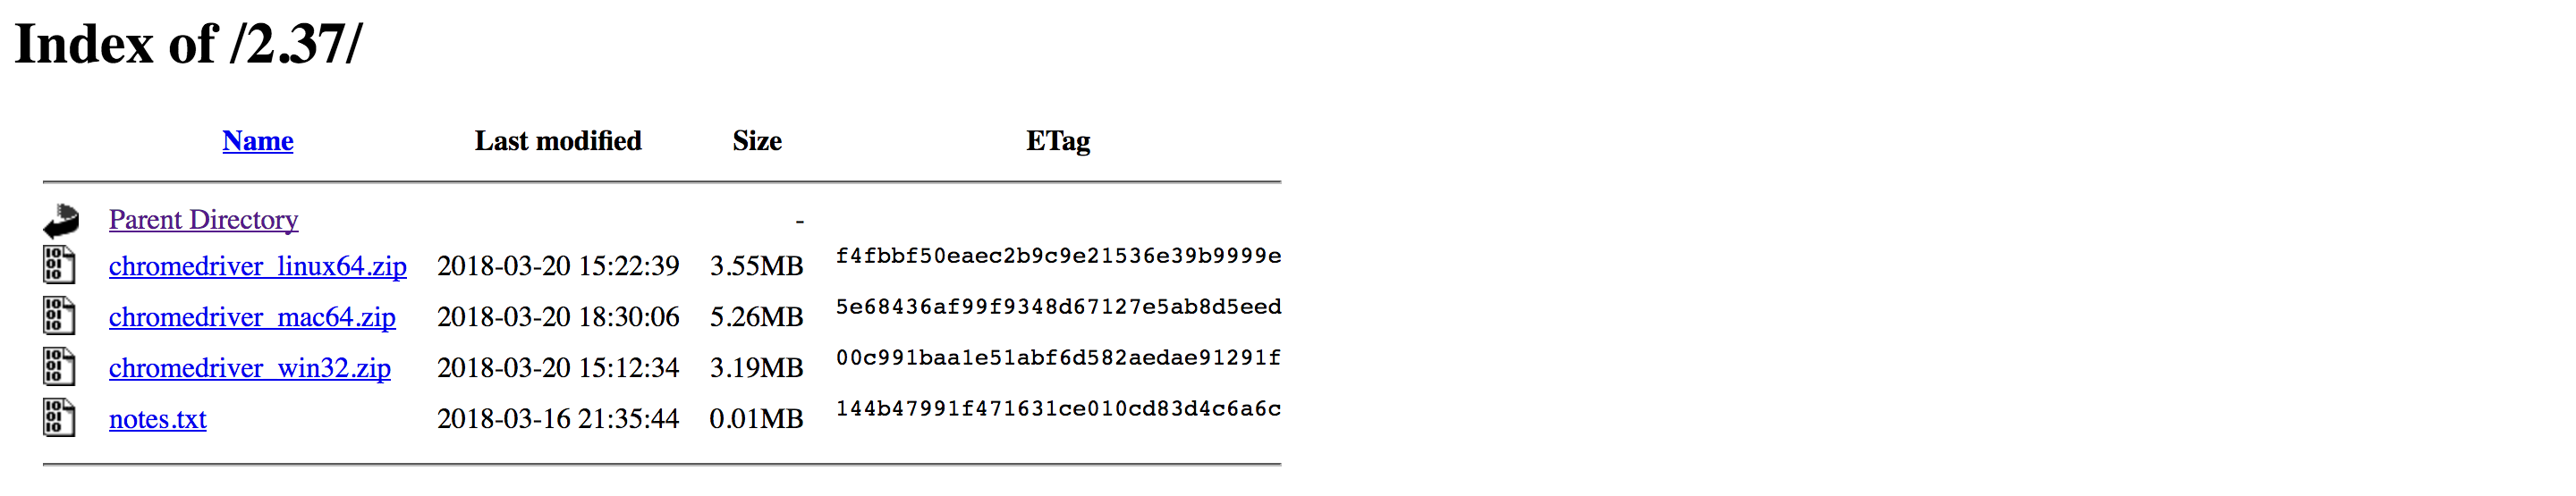 Index of /2.37/
Name Last modified Size ETag
Parent Directory -
chromedriver_linux64.zip 2018-03-20 15:22:39 3.55MB f4fbbf50eaec2b9c9e21536e39b9999e
chromedriver_mac64.zip 2018-03-20 18:30:06 5.26MB 5e68436af99f9348d67127e5ab8d5eed
chromedriver_win32.zip 2018-03-20 15:12:34 3.19MB 00c991baa1e51abf6d582aedae91291f
notes.txt 2018-03-16 21:35:44 0.01MB 144b47991f471631ce010cd83d4c6a6c